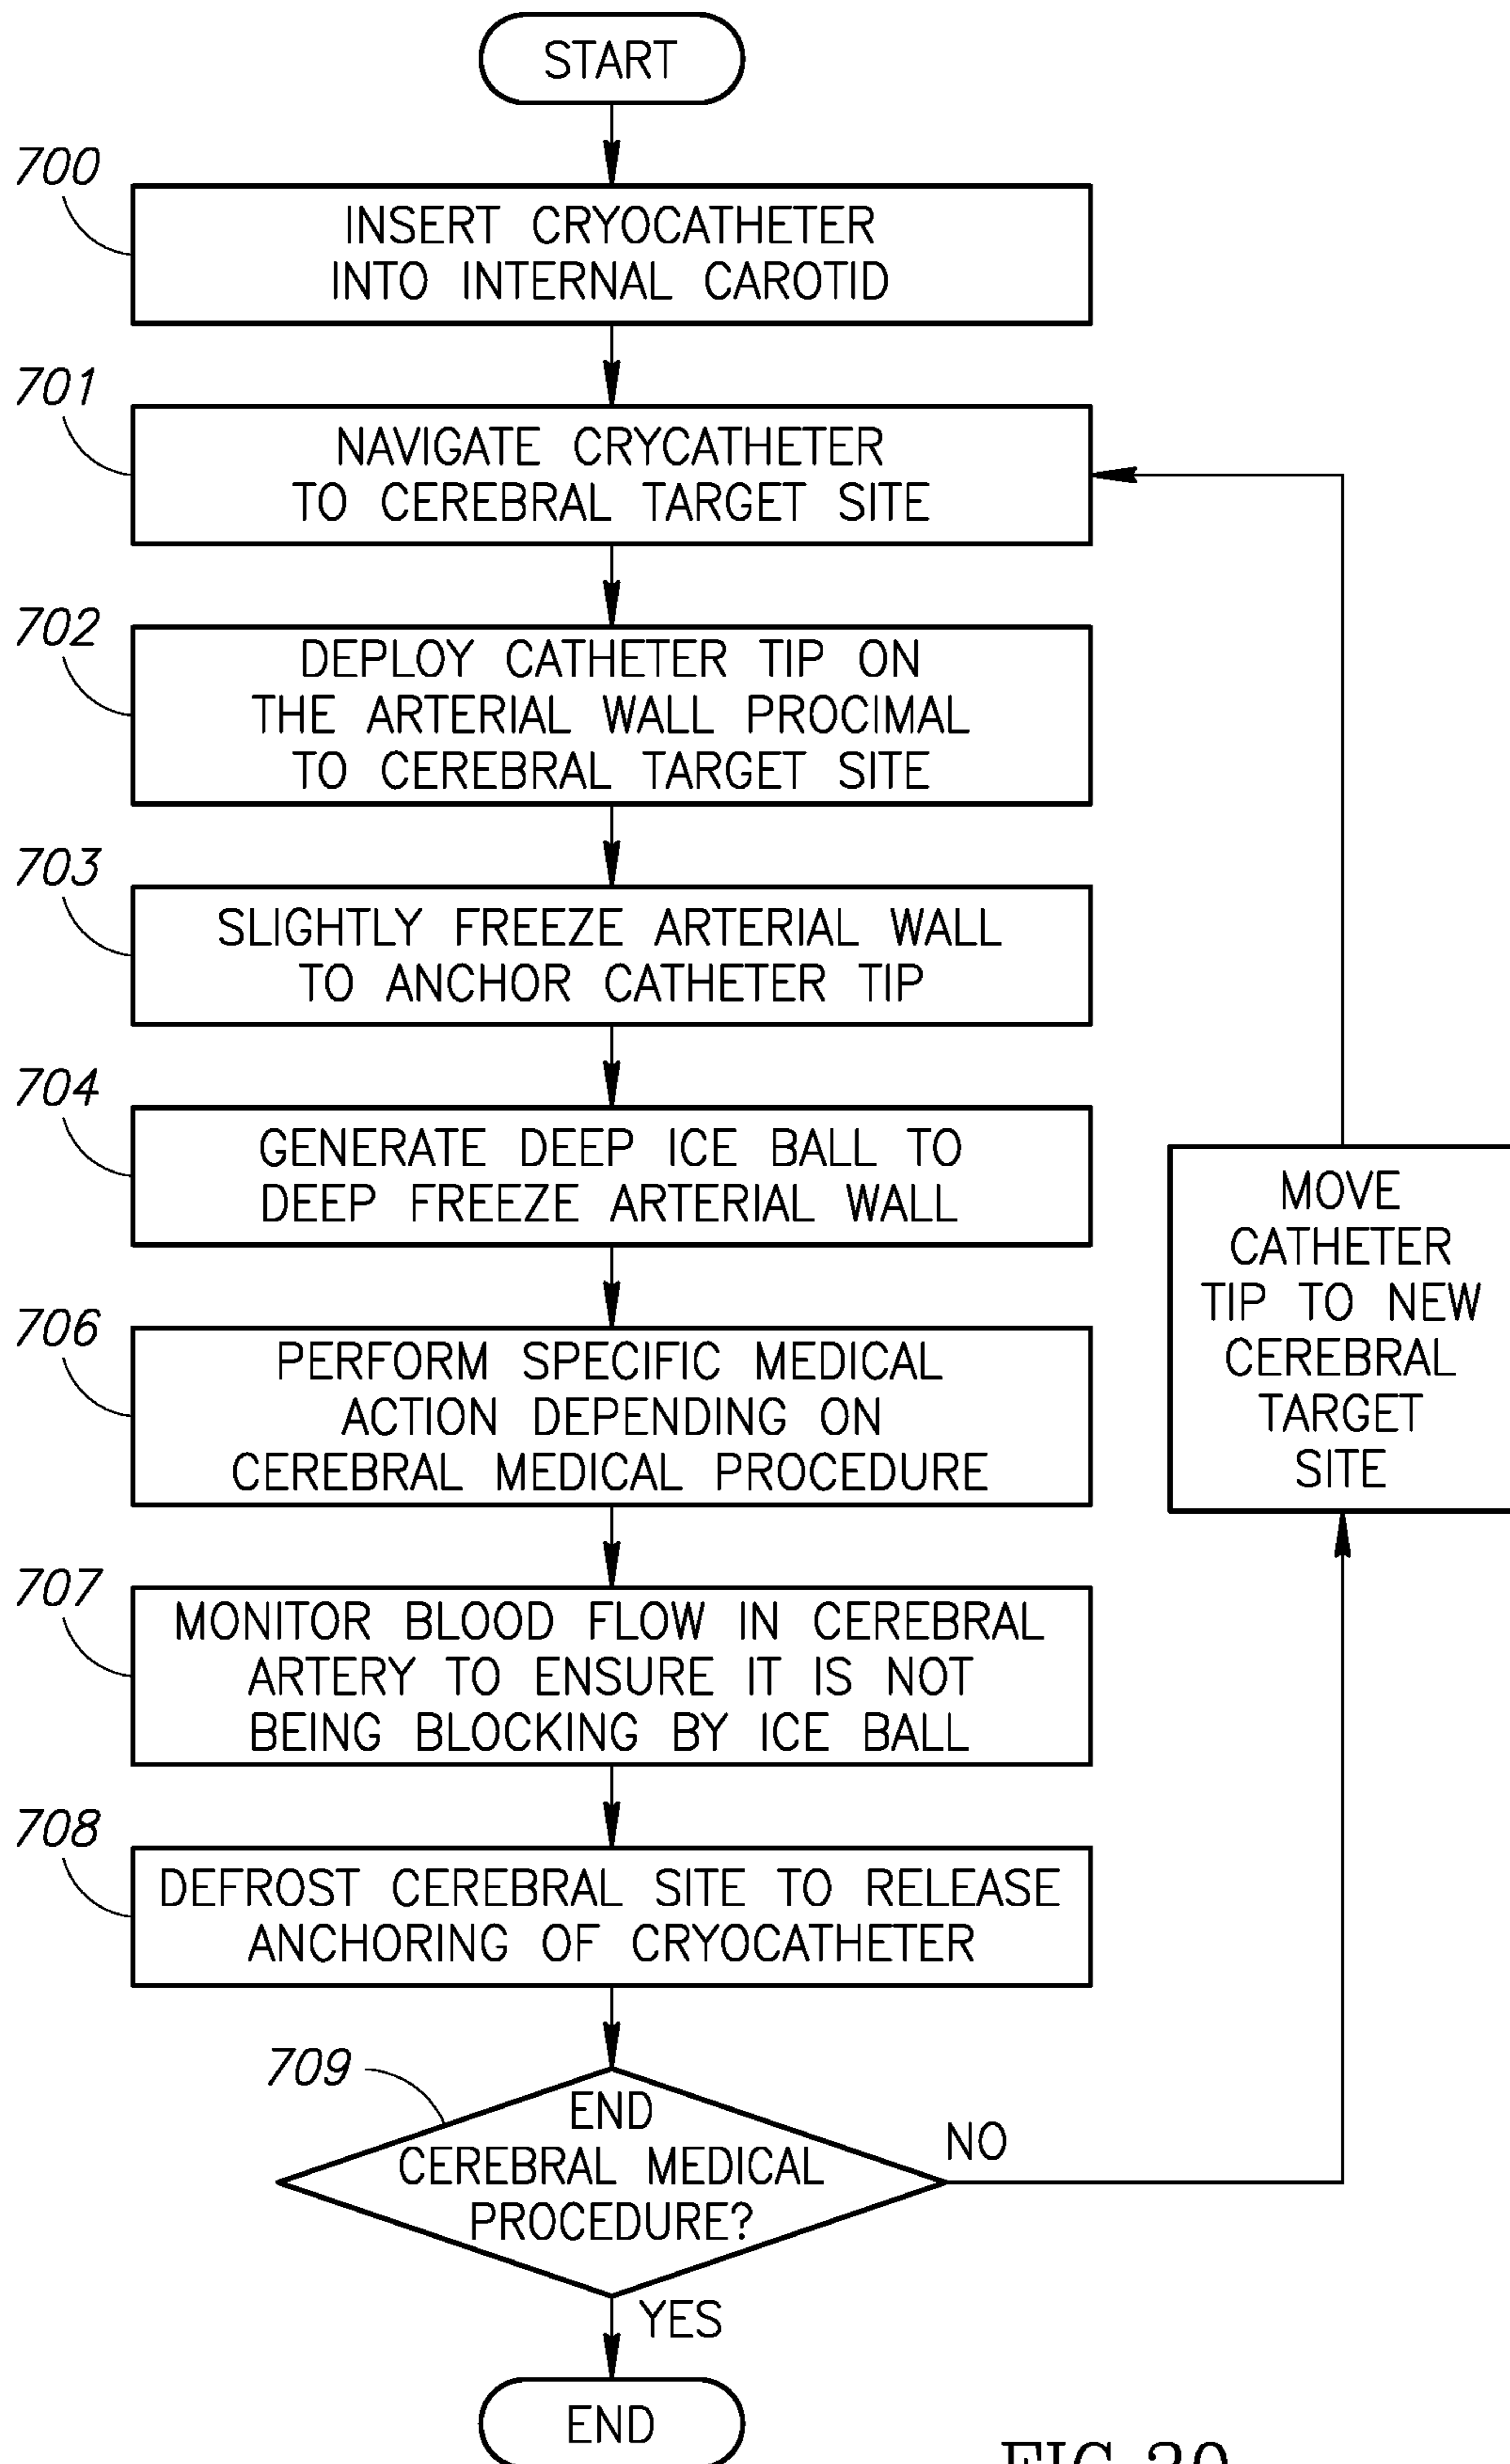 START
700
INSERT CRYOCATHETER
INTO INTERNAL CAROTID
701
NAVIGATE CRYCATHETER
TO CEREBRAL TARGET SITE
702
DEPLOY CATHETER TIP ON
THE ARTERIAL WALL PROCIMAL
TO CEREBRAL TARGET SITE
703
SLIGHTLY FREEZE ARTERIAL WALL
TO ANCHOR CATHETER TIP
704
GENERATE DEEP ICE BALL TO
DEEP FREEZE ARTERIAL WALL
MOVE
CATHETER
TIP TO NEW
CEREBRAL
TARGET
SITE
706
PERFORM SPECIFIC MEDICAL
ACTION DEPENDING ON
CEREBRAL MEDICAL PROCEDURE
707
MONITOR BLOOD FLOW IN CEREBRAL
ARTERY TO ENSURE IT IS NOT
BEING BLOCKING BY ICE BALL
708
DEFROST CEREBRAL SITE TO RELEASE
ANCHORING OF CRYOCATHETER
709
END
CEREBRAL MEDICAL
PROCEDURE?
NO
YES
END